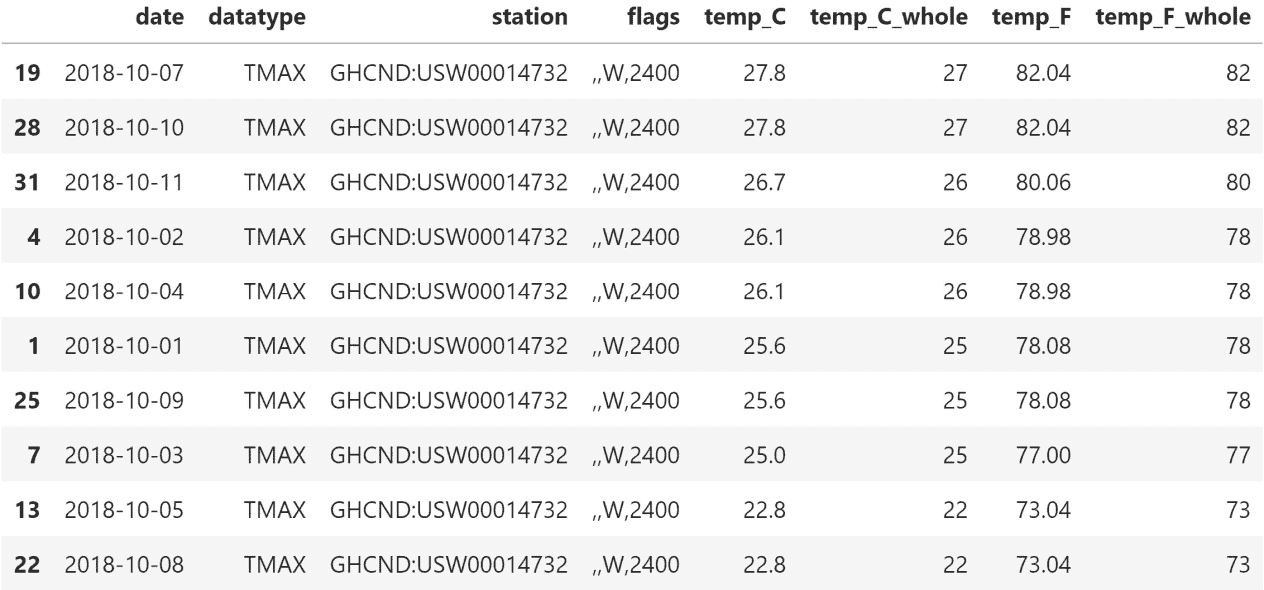 date datatype station flags temp_C temp_C_whole temp_F temp_F_whole
19 2018-10-07 TMAX GHCND:USW00014732 ,,W,2400 27.8 27 82.04 82
28 2018-10-10 TMAX GHCND:USW00014732 ,,W,2400 27.8 27 82.04 82
31 2018-10-11 TMAX GHCND:USW00014732 ,,W,2400 26.7 26 80.06 80
4 2018-10-02 TMAX GHCND:USW00014732 ,,W,2400 26.1 26 78.98 78
10 2018-10-04 TMAX GHCND:USW00014732 ,,W,2400 26.1 26 78.98 78
1 2018-10-01 TMAX GHCND:USW00014732 ,,W,2400 25.6 25 78.08 78
25 2018-10-09 TMAX GHCND:USW00014732 ,,W,2400 25.6 25 78.08 78
7 2018-10-03 TMAX GHCND:USW00014732 ,,W,2400 25.0 25 77.00 77
13 2018-10-05 TMAX GHCND:USW00014732 ,,W,2400 22.8 22 73.04 73
22 2018-10-08 TMAX GHCND:USW00014732 ,,W,2400 22.8 22 73.04 73